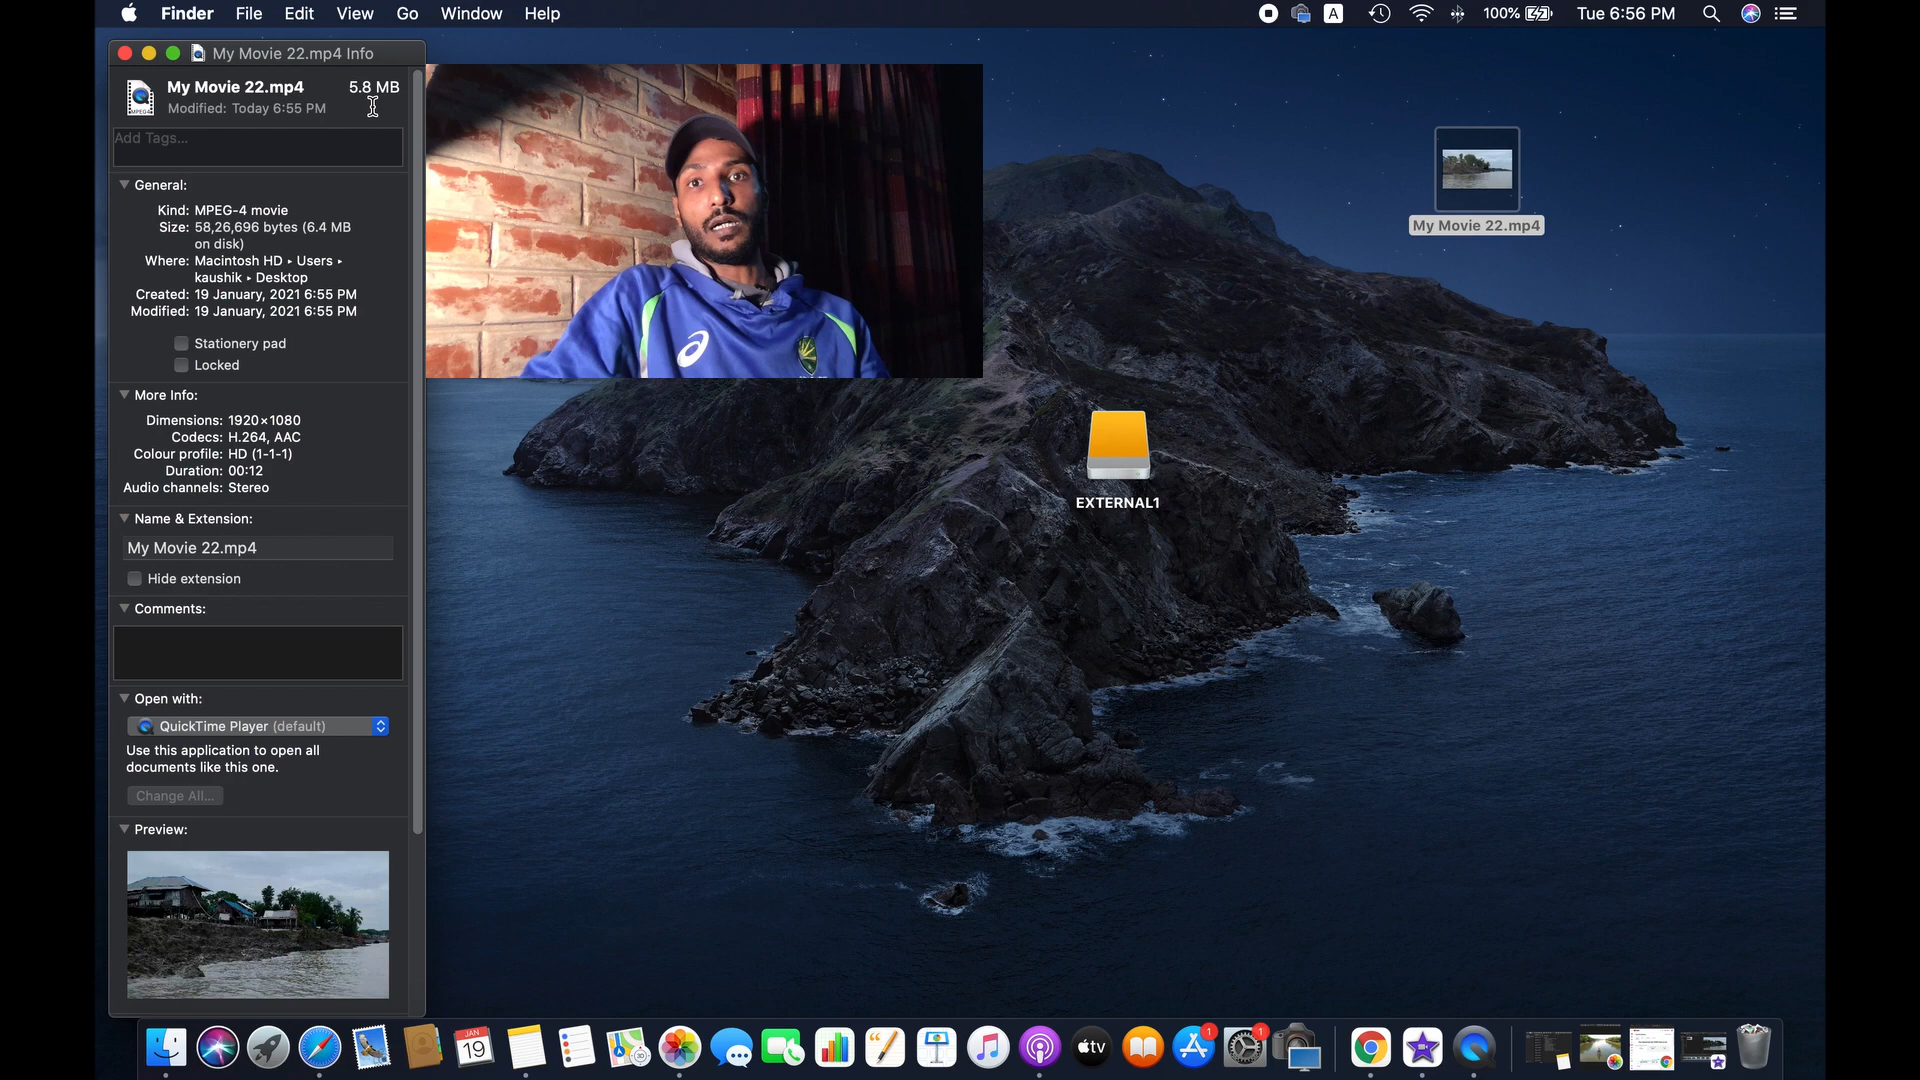 Finder File Edit View Go Window Help
A 100% Tue 6:56 PM
My Movie 22.mp4 Info
My Movie 22.mp4 5.8 MB
Modified: Today 6:55 PM
Add Tags...
General:
Kind: MPEG-4 movie
Size: 58,26,696 bytes (6.4 MB
on disk)
Where: Macintosh HD ▸ Users ▸
kaushik ▸ Desktop
Created: 19 January, 2021 6:55 PM
Modified: 19 January, 2021 6:55 PM
Stationery pad
Locked
More Info:
Dimensions: 1920×1080
Codecs: H.264, AAC
Colour profile: HD (1-1-1)
Duration: 00:12
Audio channels: Stereo
Name & Extension:
My Movie 22.mp4
Hide extension
Comments:
Open with:
QuickTime Player (default)
Use this application to open all
documents like this one.
Change All...
Preview:
My Movie 22.mp4
EXTERNAL1
JAN
19
3D
tv
1
1